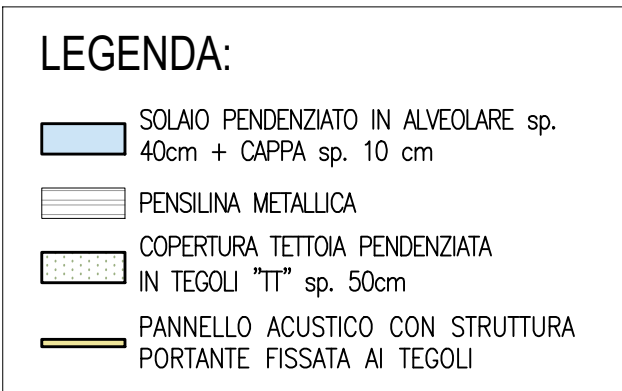 LEGENDA:
SOLAIO PENDENZIATO IN ALVEOLARE sp.
40cm + CAPPA sp. 10 cm
PENSILINA METALLICA
COPERTURA TETTOIA PENDENZIATA
IN TEGOLI "TT" sp. 50cm
PANNELLO ACUSTICO CON STRUTTURA
PORTANTE FISSATA AI TEGOLI